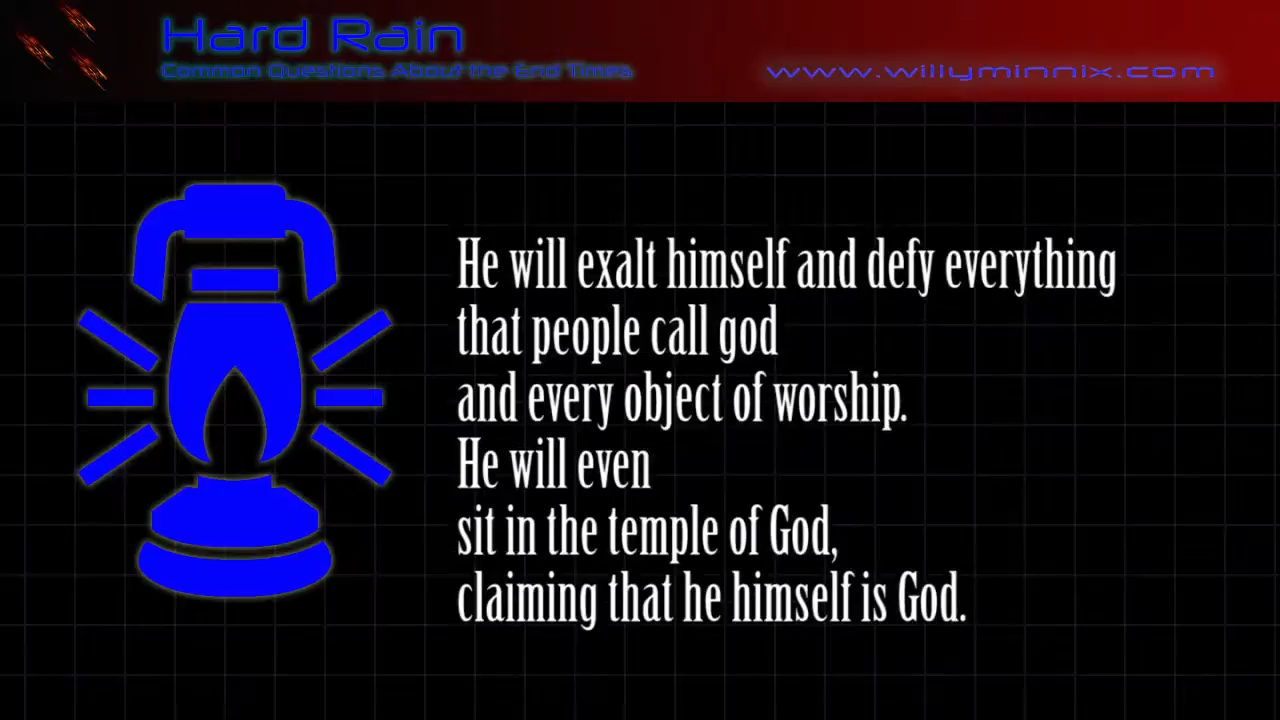 Hard Rain
Common Questions About the End Times
www.willyminnix.com
He will exalt himself and defy everything
that people call god
and every object of worship.
He will even
sit in the temple of God,
claiming that he himself is God.